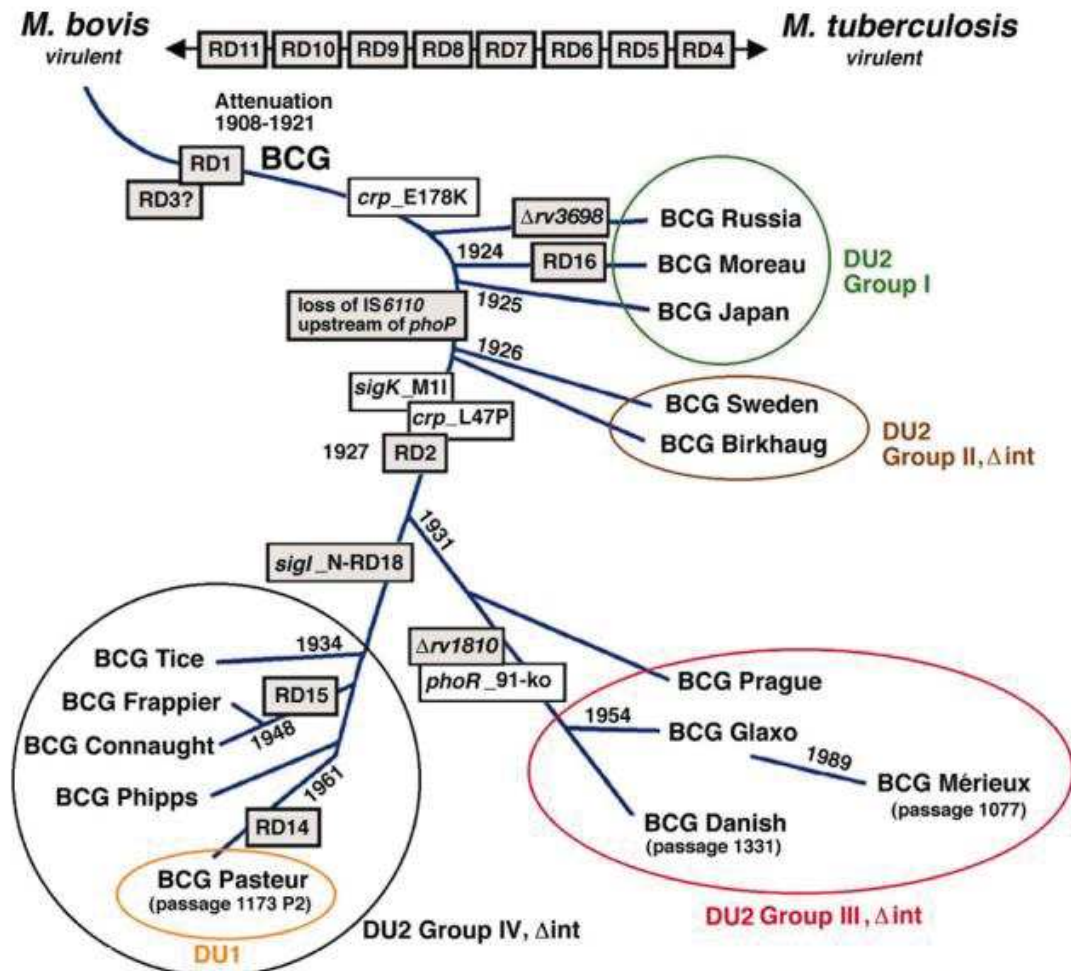 M. bovis
virulent
RD11 RD10 RD9 RD8 RD7 RD6 RD5 RD4
M. tuberculosis
virulent
Attenuation
1908-1921
RD1
BCG
RD3?
crp_E178K
Δrv3698
BCG Russia
1924
RD16
BCG Moreau
DU2
Group I
1925
BCG Japan
loss of IS6110
upstream of phoP
1926
sigK_M1I
crp_L47P
BCG Sweden
BCG Birkhaug
DU2
Group II, Δint
1927
RD2
1931
sigI_N-RD18
1934
BCG Tice
RD15
BCG Frappier
1948
BCG Connaught
BCG Phipps
1961
RD14
BCG Pasteur
(passage 1173 P2)
DU1
DU2 Group IV, Δint
Δrv1810
phoR_91-ko
BCG Prague
1954
BCG Glaxo
1989
BCG Mérieux
(passage 1077)
BCG Danish
(passage 1331)
DU2 Group III, Δint